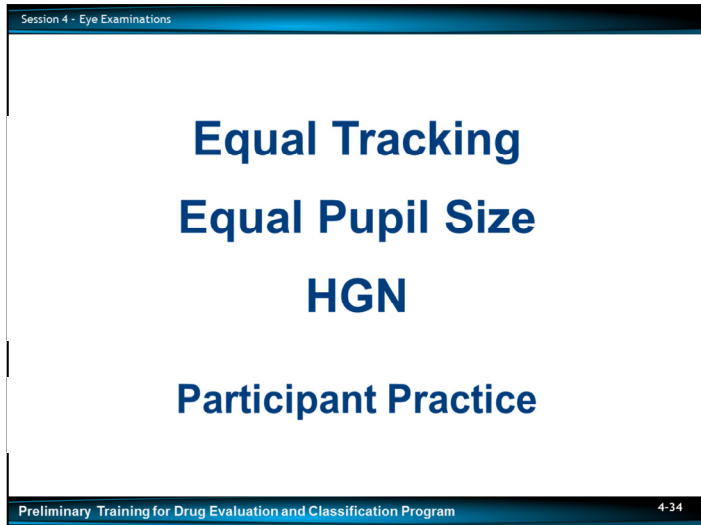 Session 4 - Eye Examinations
Equal Tracking
Equal Pupil Size
HGN
Participant Practice
Preliminary Training for Drug Evaluation and Classification Program
4-34